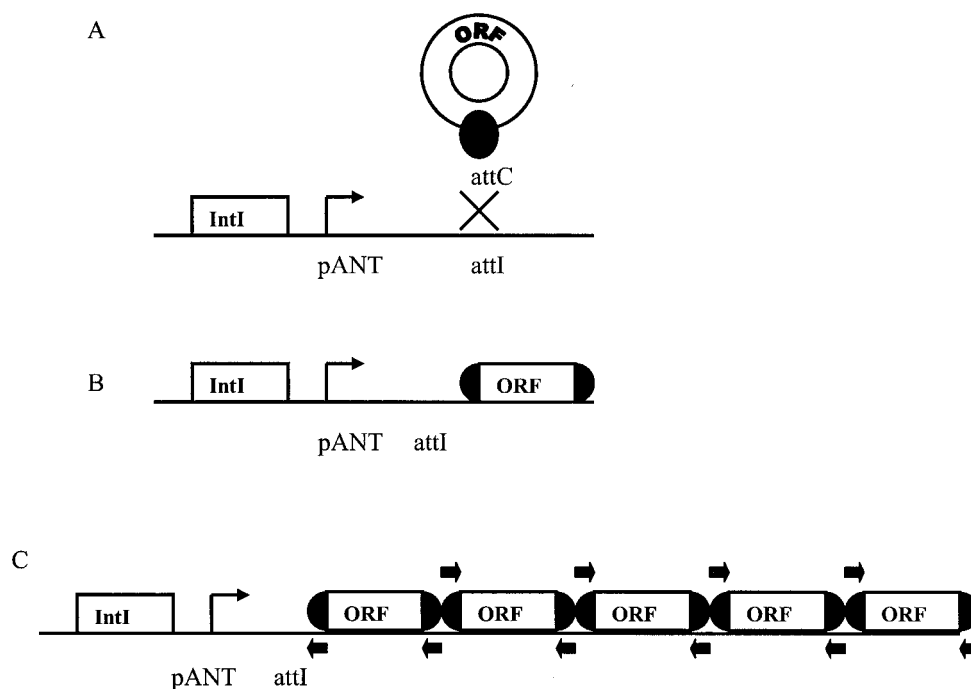 A
ORF
attC
IntI
pANT attI
B
IntI ORF
pANT attI
C
IntI ORF ORF ORF ORF ORF
pANT attI